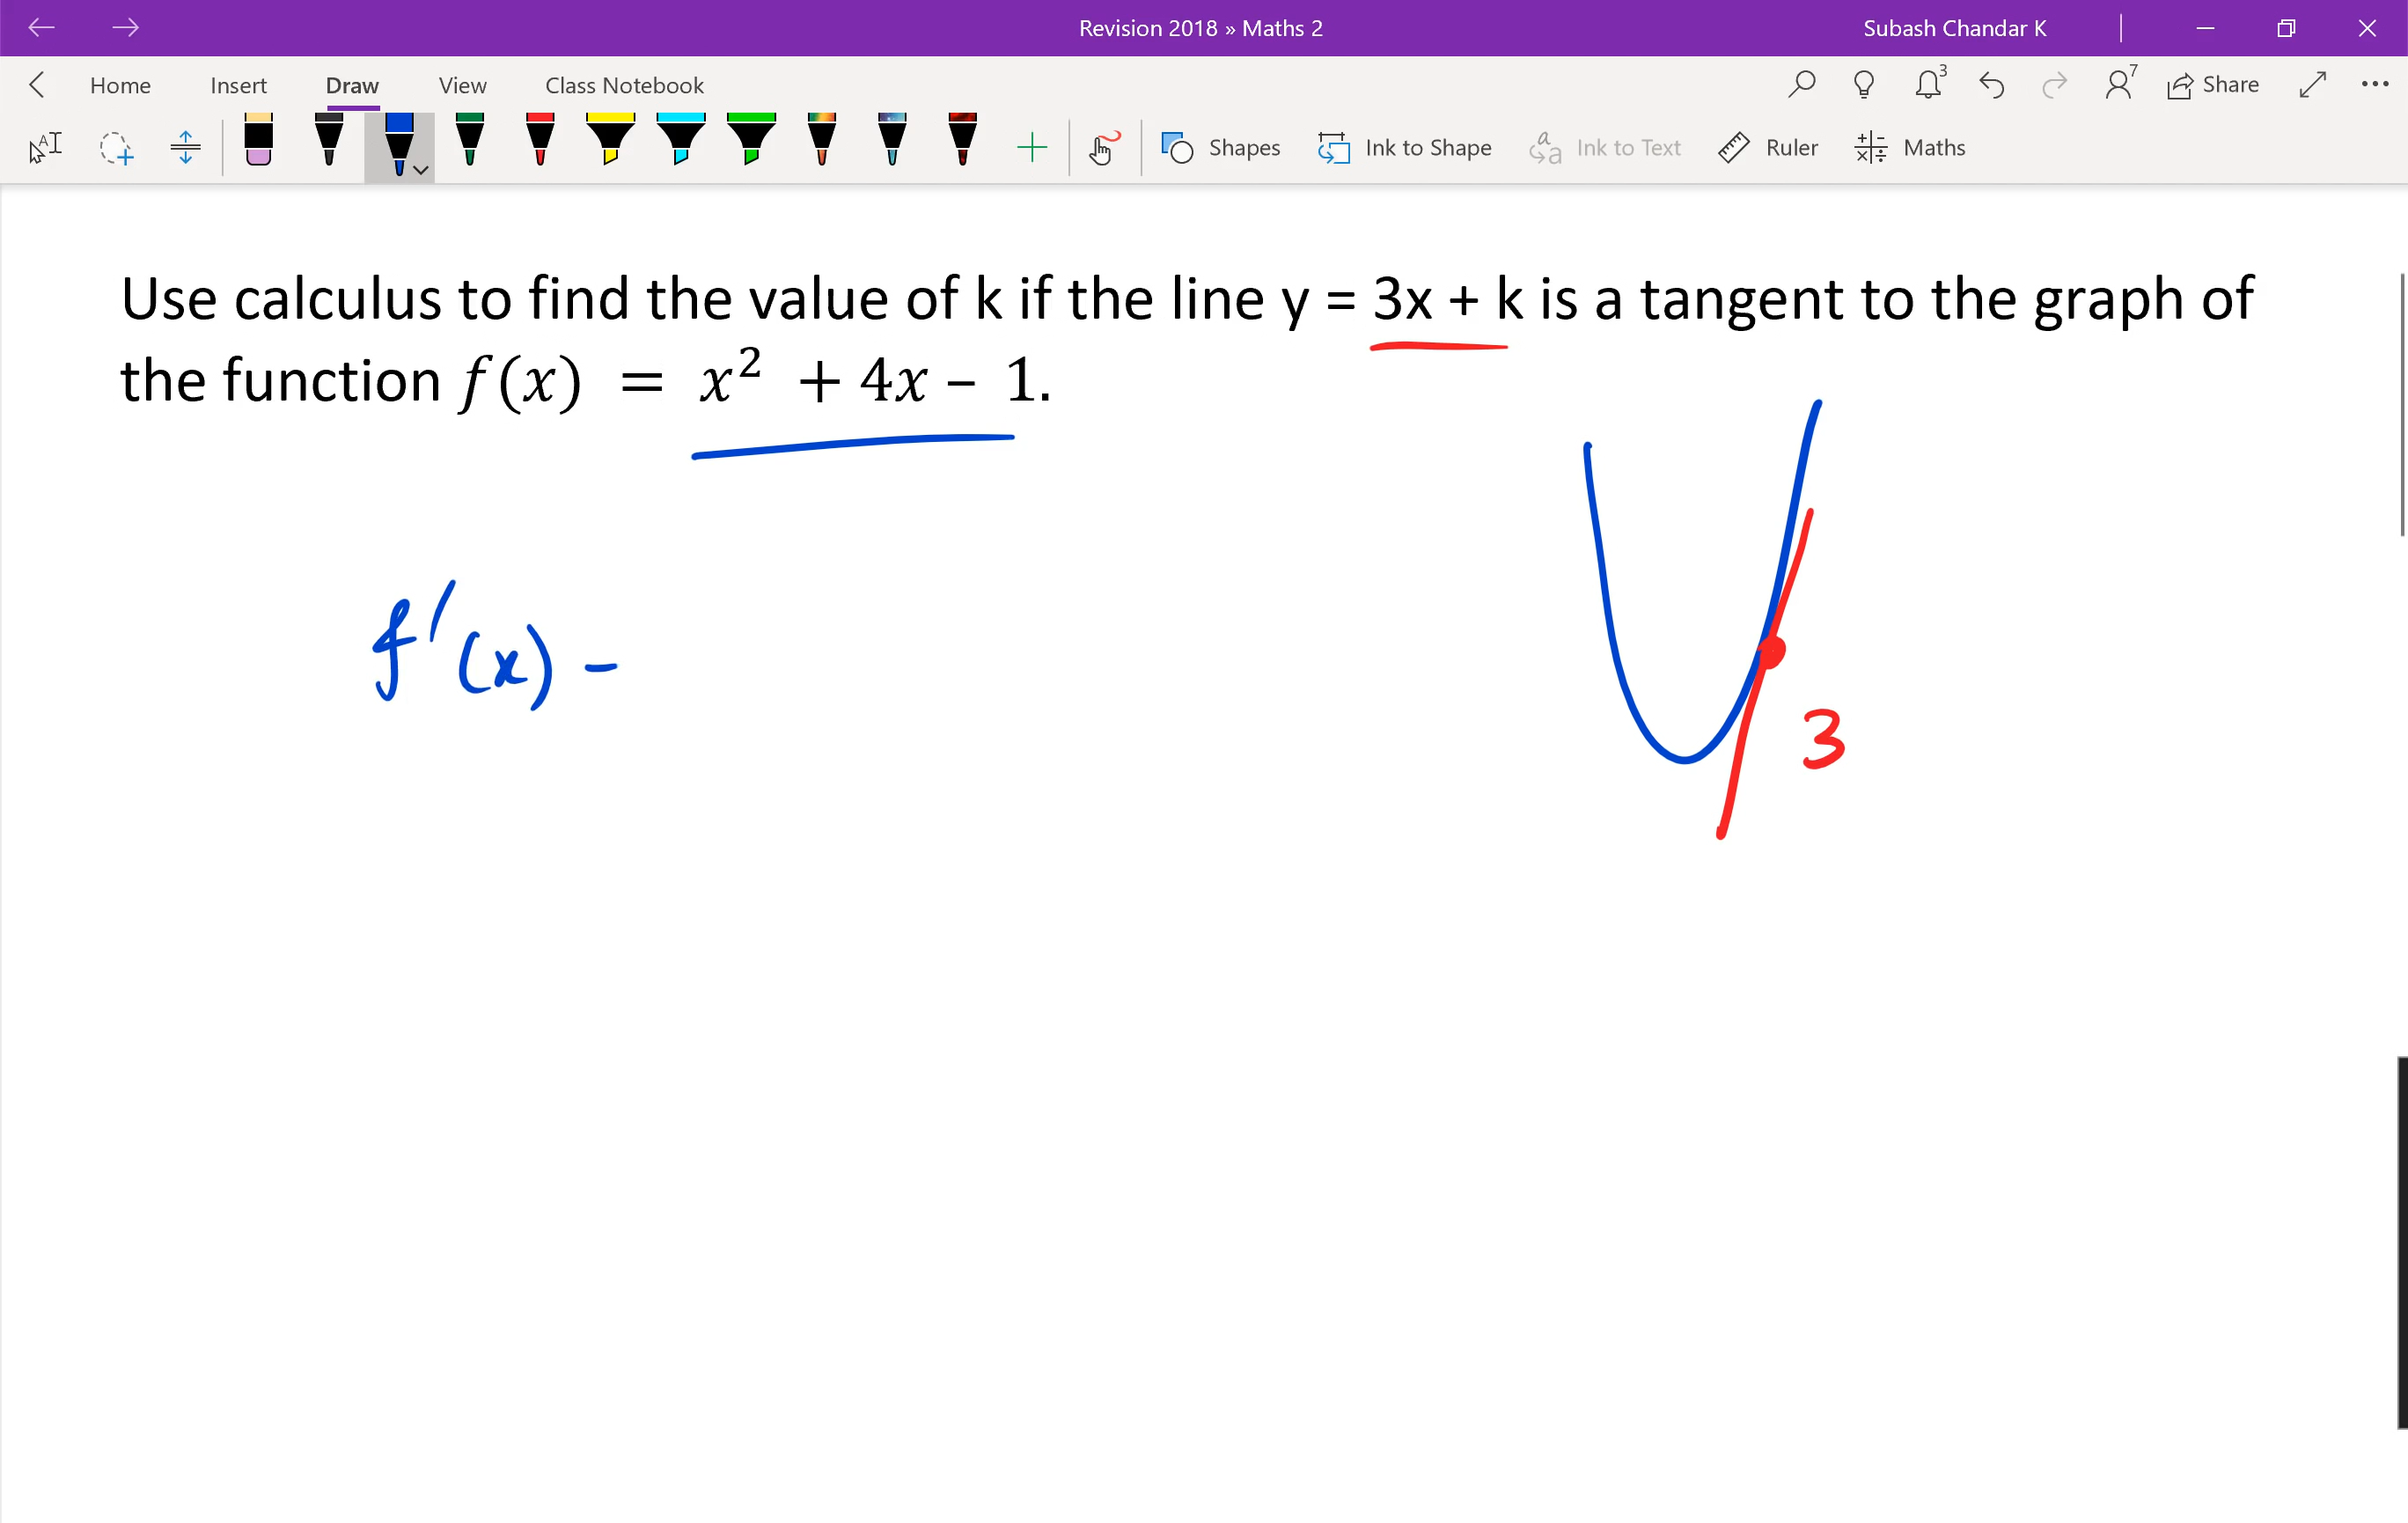 Revision 2018 » Maths 2
Subash Chandar K
Home Insert Draw View Class Notebook
3
7
Share
Shapes Ink to Shape Ink to Text Ruler Maths
Use calculus to find the value of k if the line y = 3x + k is a tangent to the graph of
the function f(x) = x² + 4x – 1.
f'(x) -
3